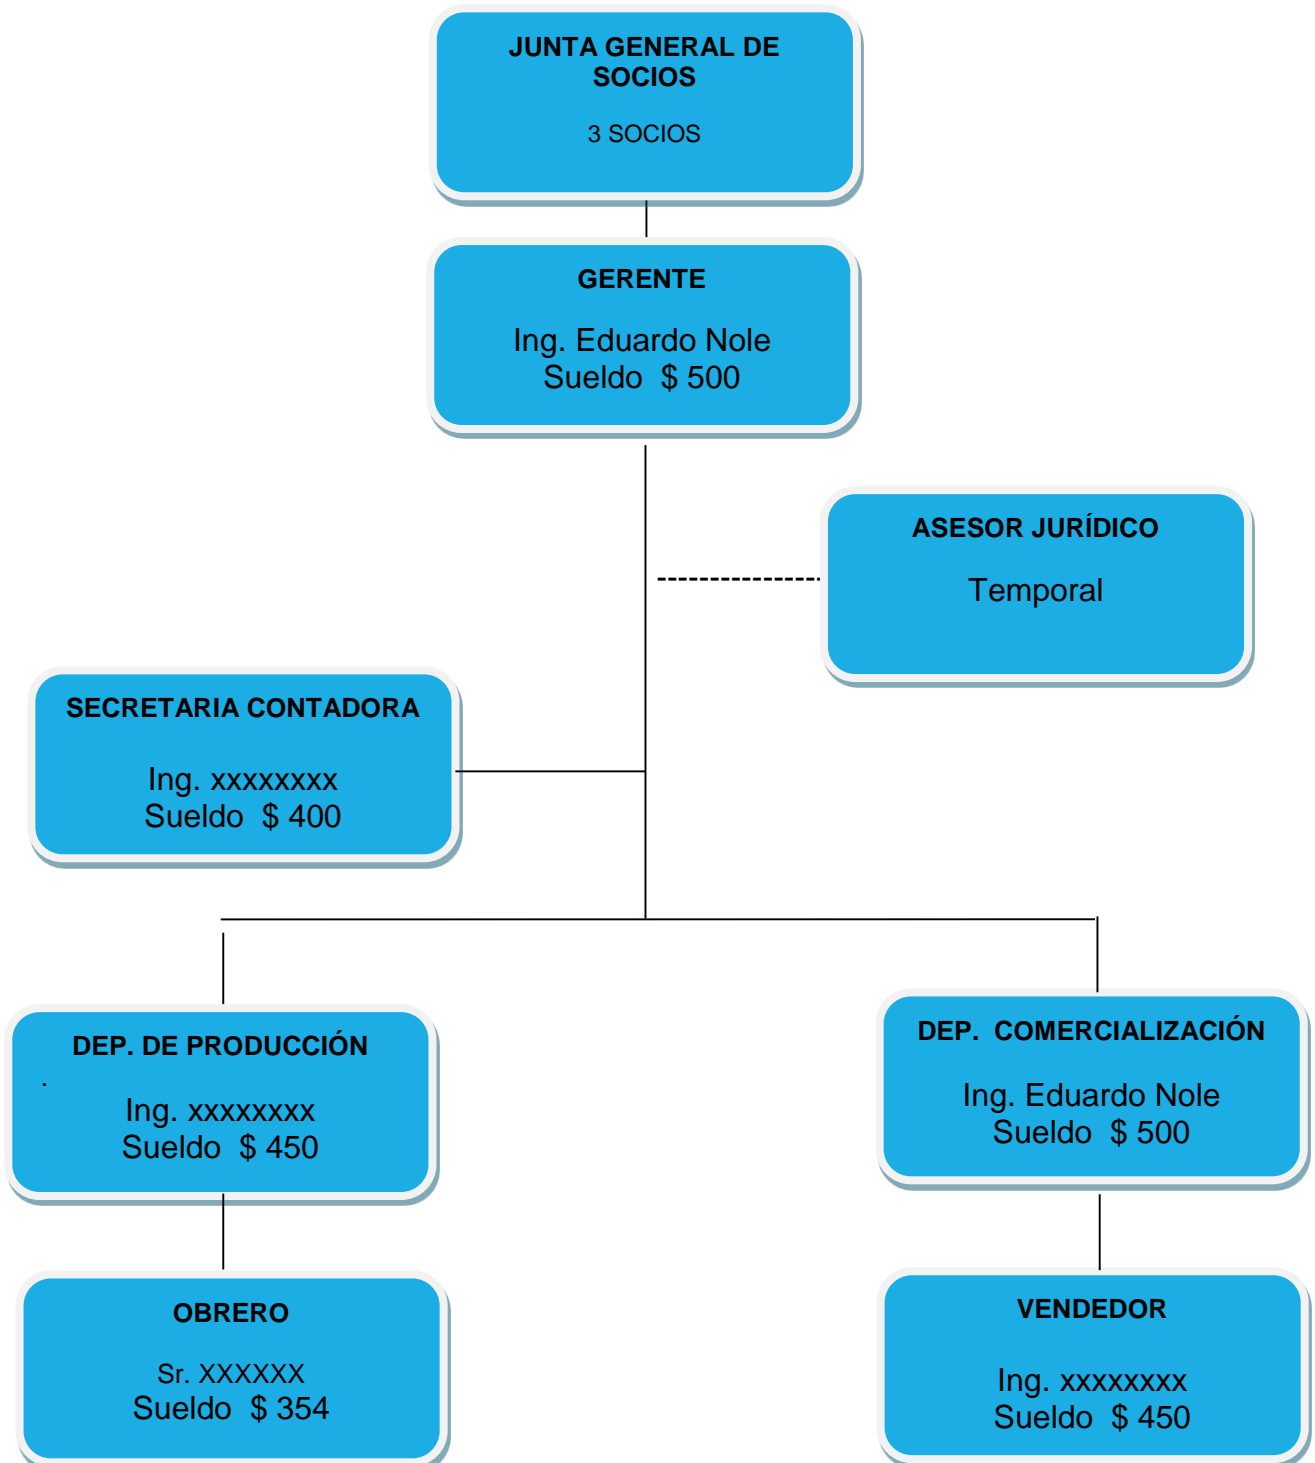 JUNTA GENERAL DE
SOCIOS
3 SOCIOS
GERENTE
Ing. Eduardo Nole
Sueldo  $ 500
ASESOR JURÍDICO
Temporal
SECRETARIA CONTADORA
Ing. xxxxxxxx
Sueldo  $ 400
DEP. DE PRODUCCIÓN
.
Ing. xxxxxxxx
Sueldo  $ 450
DEP.  COMERCIALIZACIÓN
Ing. Eduardo Nole
Sueldo  $ 500
OBRERO
Sr. XXXXXX
Sueldo  $ 354
VENDEDOR
Ing. xxxxxxxx
Sueldo  $ 450